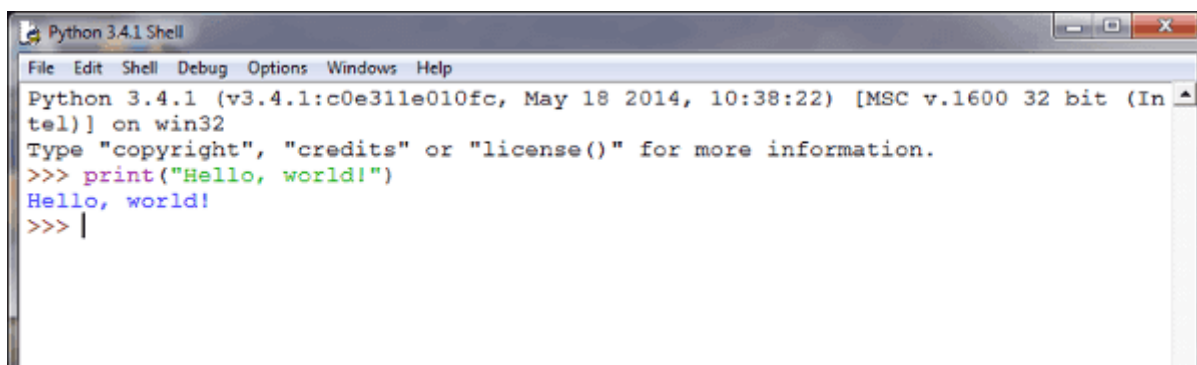 Python 3.4.1 Shell
File Edit Shell Debug Options Windows Help
Python 3.4.1 (v3.4.1:c0e311e010fc, May 18 2014, 10:38:22) [MSC v.1600 32 bit (In
tel)] on win32
Type "copyright", "credits" or "license()" for more information.
>>> print("Hello, world!")
Hello, world!
>>>